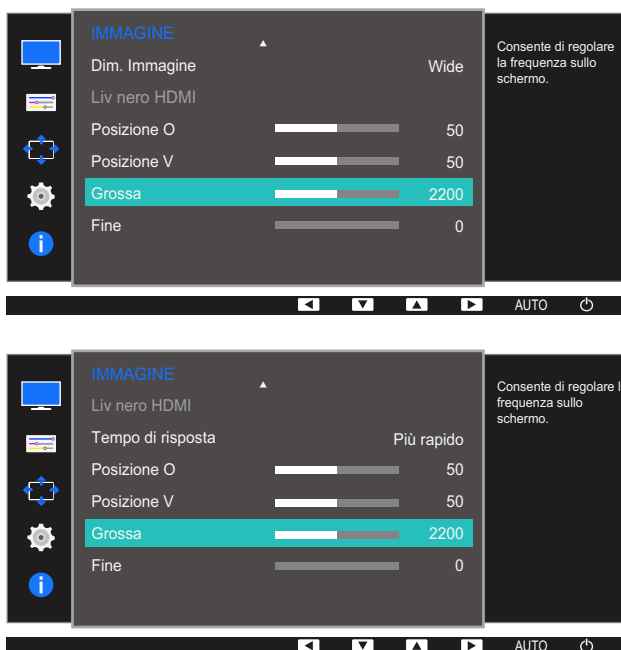 IMMAGINE
Dim. Immagine Wide
Liv nero HDMI
Posizione O 50
Posizione V 50
Grossa 2200
Fine 0
Consente di regolare
la frequenza sullo
schermo.
AUTO
IMMAGINE
Liv nero HDMI
Tempo di risposta Più rapido
Posizione O 50
Posizione V 50
Grossa 2200
Fine 0
Consente di regolare l
frequenza sullo
schermo.
AUTO